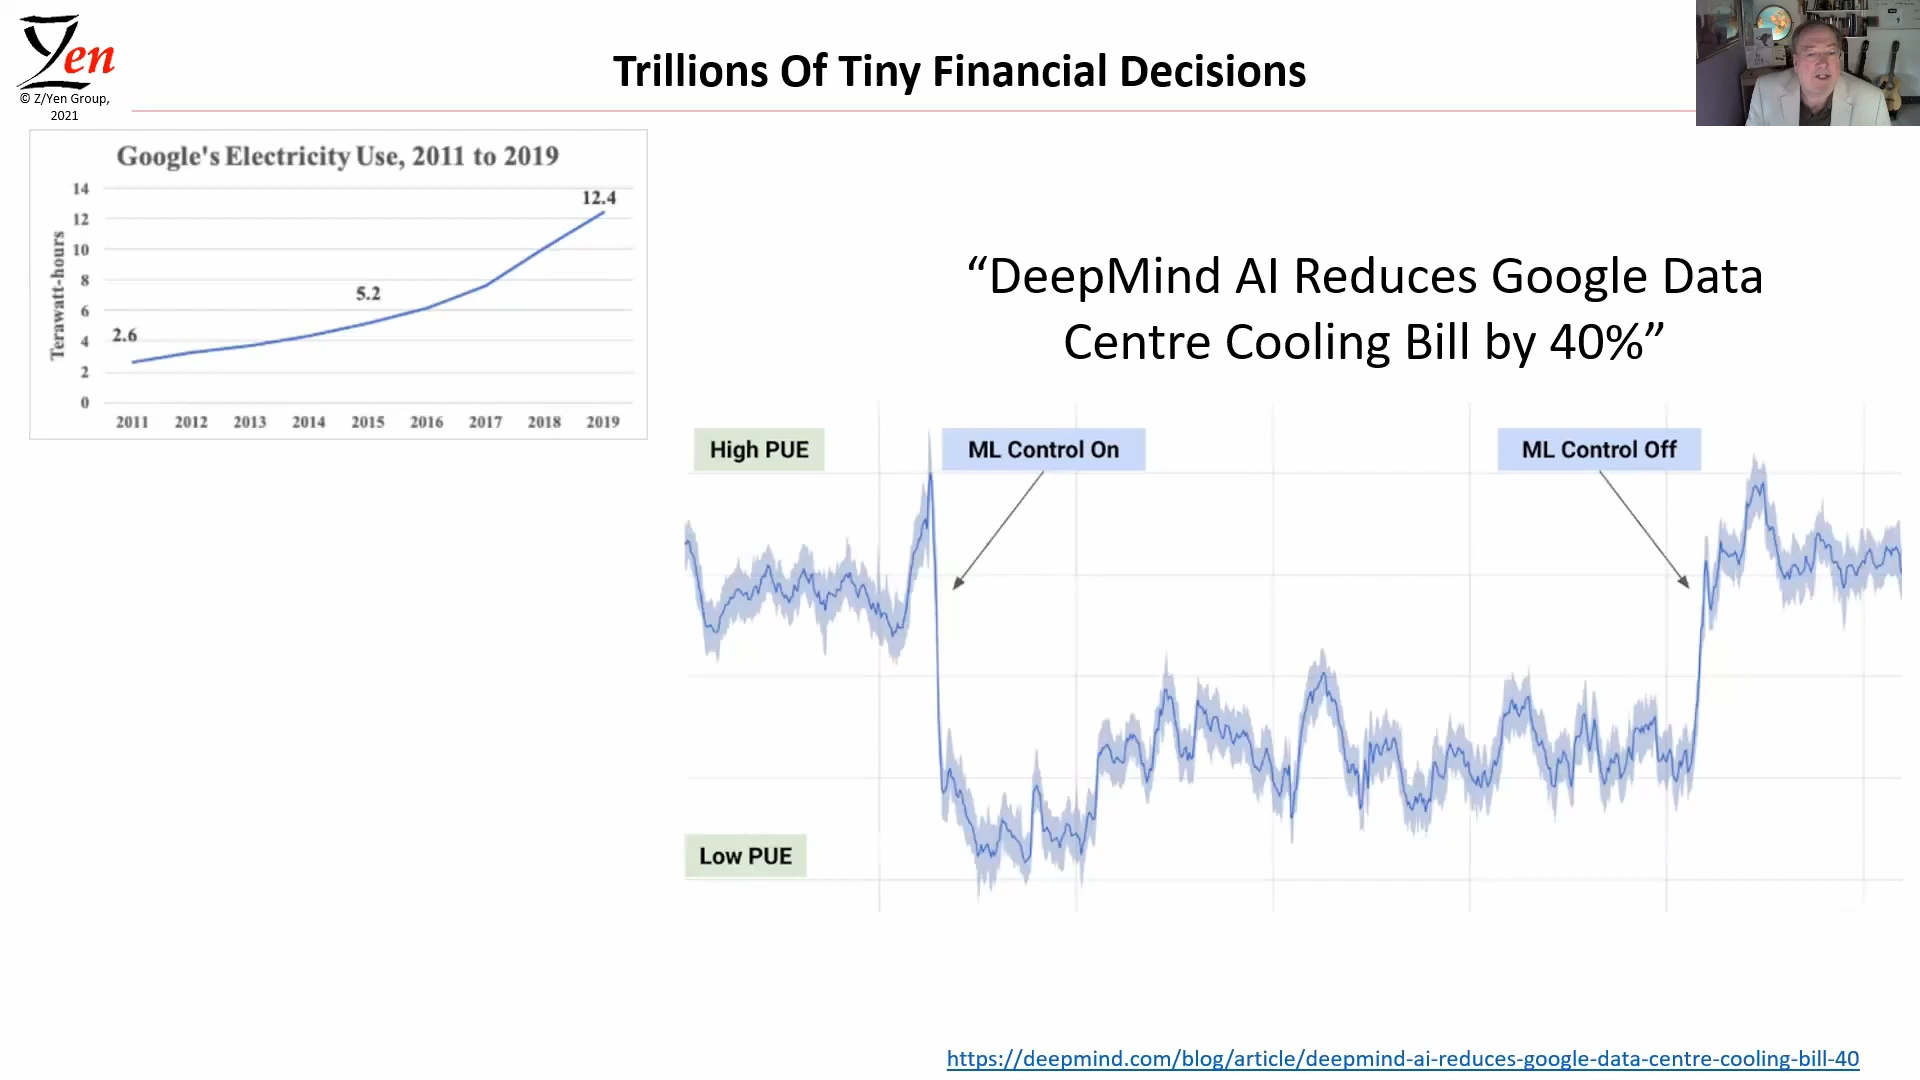 Yen
© Z/Yen Group,
2021
Trillions Of Tiny Financial Decisions
Google's Electricity Use, 2011 to 2019
Terawatt-hours
14
12
10
8
6
4
2
0
2.6
5.2
12.4
2011 2012 2013 2014 2015 2016 2017 2018 2019
“DeepMind AI Reduces Google Data
Centre Cooling Bill by 40%”
High PUE
ML Control On
ML Control Off
Low PUE
https://deepmind.com/blog/article/deepmind-ai-reduces-google-data-centre-cooling-bill-40